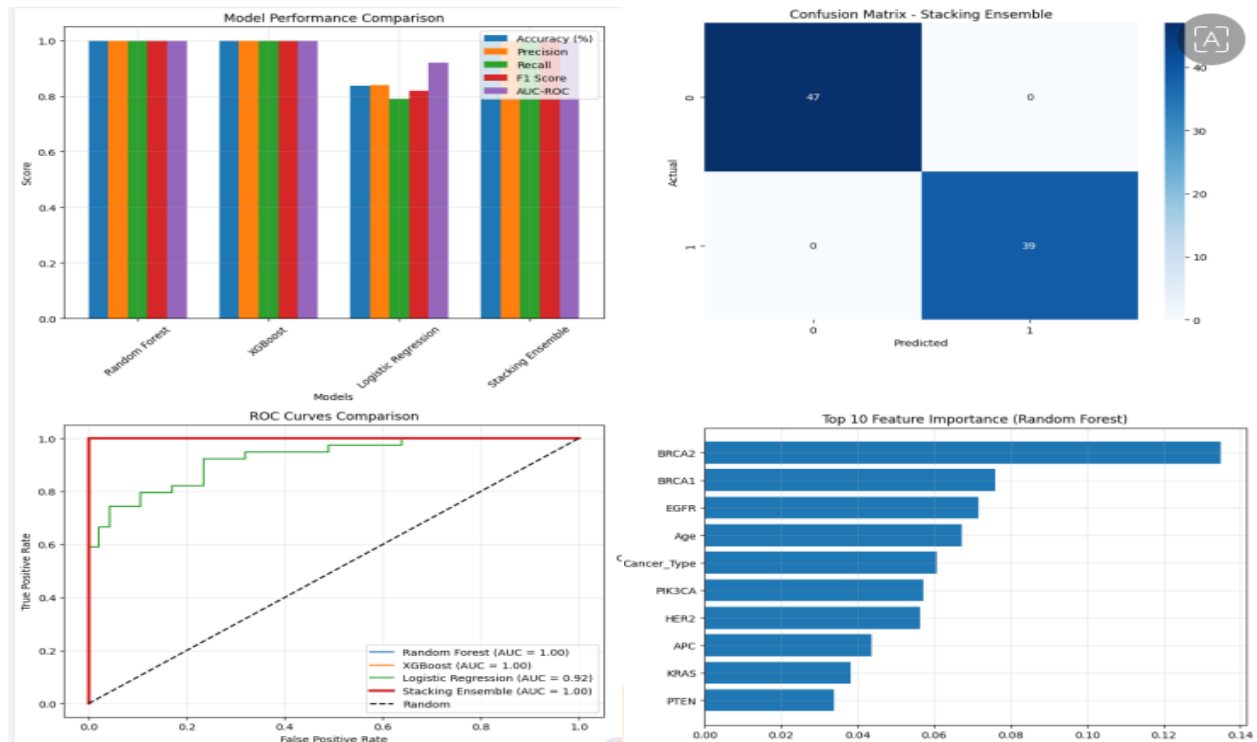 Model Performance Comparison
1.0
0.8
0.6
0.4
0.2
0.0
Score
Accuracy (%)
Precision
Recall
F1 Score
AUC-ROC
Random Forest
XGBoost
Logistic Regression
Stacking Ensemble
Models
Confusion Matrix - Stacking Ensemble
Actual
0
1
47
0
0
39
0
1
Predicted
40
30
20
10
0
A
ROC Curves Comparison
1.0
0.8
0.6
0.4
0.2
0.0
True Positive Rate
Random Forest (AUC = 1.00)
XGBoost (AUC = 1.00)
Logistic Regression (AUC = 0.92)
Stacking Ensemble (AUC = 1.00)
Random
0.0
0.2
0.4
0.6
0.8
1.0
False Positive Rate
Top 10 Feature Importance (Random Forest)
BRCA2
BRCA1
EGFR
Age
Cancer_Type
PIK3CA
HER2
APC
KRAS
PTEN
0.00
0.02
0.04
0.06
0.08
0.10
0.12
0.14